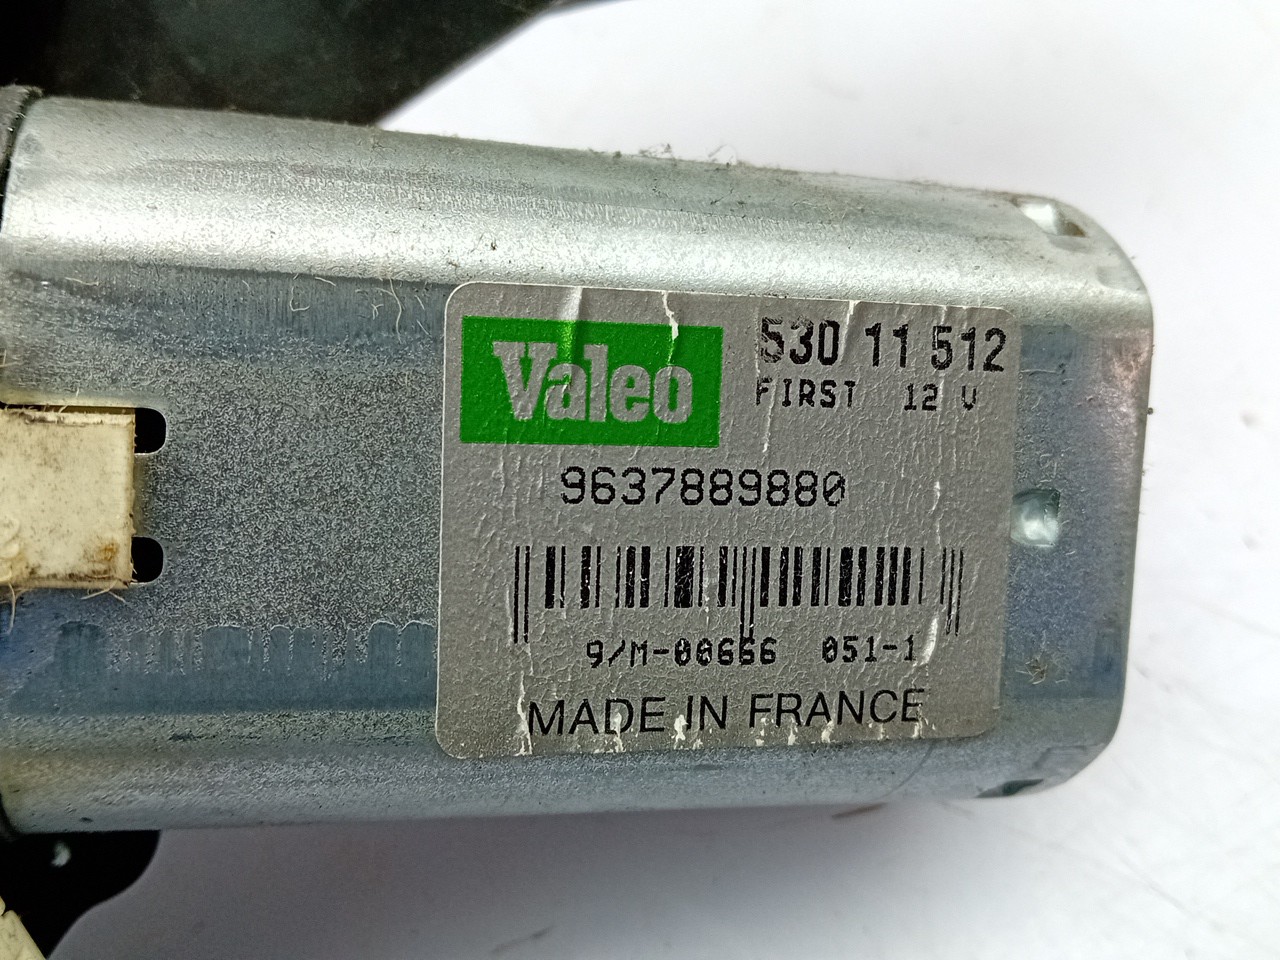 Valeo
530 11 512
FIRST 12 V
9637889880
9/M-00666 051-1
MADE IN FRANCE